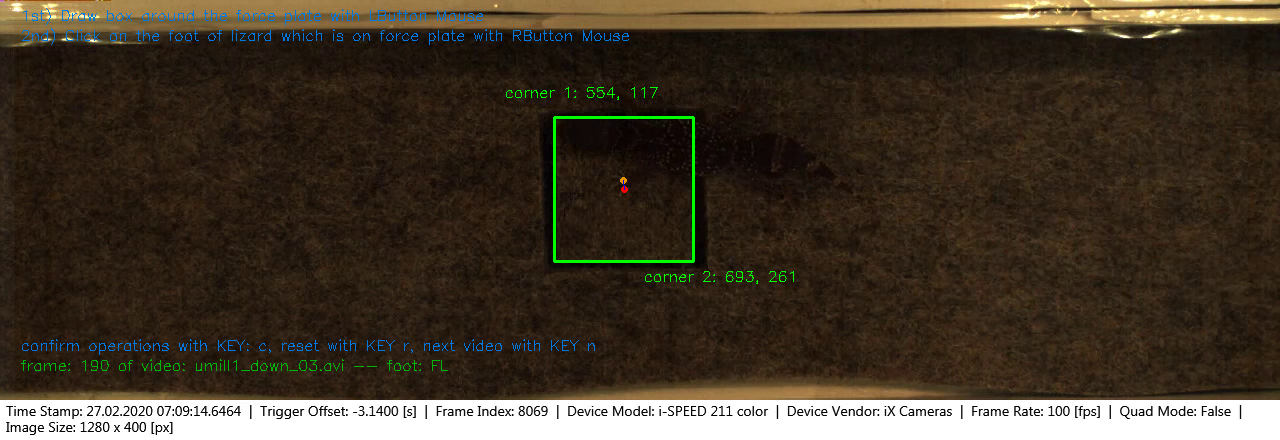 1st) Draw box around the force plate with LButton Mouse
2nd) Click on the foot of lizard which is on force plate with RButton Mouse
corner 1: 554, 117
corner 2: 693, 261
confirm operations with KEY: c, reset with KEY r, next video with KEY n
frame: 190 of video: umill1_down_03.avi -- foot: FL
Time Stamp: 27.02.2020 07:09:14.6464 | Trigger Offset: -3.1400 [s] | Frame Index: 8069 | Device Model: i-SPEED 211 color | Device Vendor: iX Cameras | Frame Rate: 100 [fps] | Quad Mode: False |
Image Size: 1280 x 400 [px]